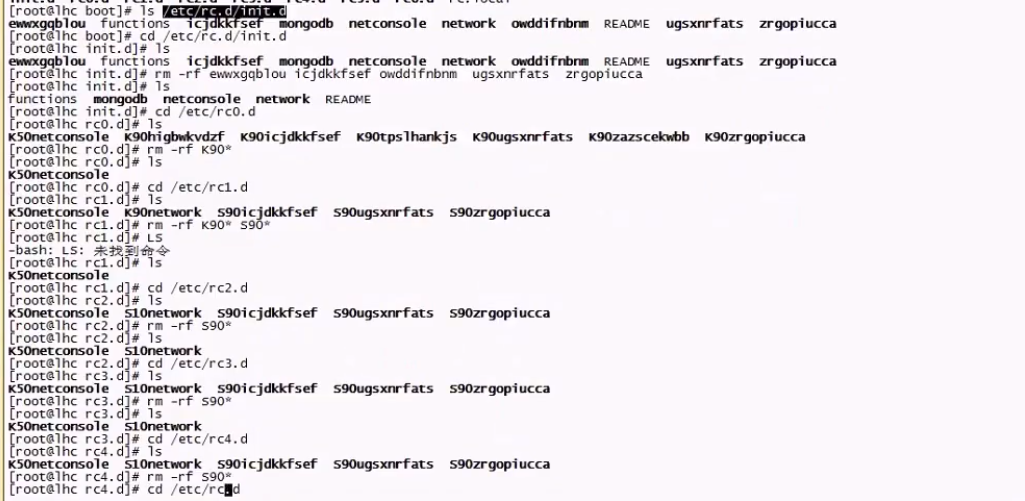 [root@lhc boot]# ls /etc/rc.d/init.d
ewwxgqblou functions icjdkkfsef mongodb netconsole network owddifnbnm README ugsxnrfats zrgopiucca
[root@lhc boot]# cd /etc/rc.d/init.d
[root@lhc init.d]# ls
ewwxgqblou functions icjdkkfsef mongodb netconsole network owddifnbnm README ugsxnrfats zrgopiucca
[root@lhc init.d]# rm -rf ewwxgqblou icjdkkfsef owddifnbnm ugsxnrfats zrgopiucca
[root@lhc init.d]# ls
functions mongodb netconsole network README
[root@lhc init.d]# cd /etc/rc0.d
[root@lhc rc0.d]# ls
K50netconsole K90higbwkvdzf K90icjdkkfsef K90tpslhankjs K90ugsxnrfats K90zazscekwbb K90zrgopiucca
[root@lhc rc0.d]# rm -rf K90*
[root@lhc rc0.d]# ls
K50netconsole
[root@lhc rc0.d]# cd /etc/rc1.d
[root@lhc rc1.d]# ls
K50netconsole K90network S90icjdkkfsef S90ugsxnrfats S90zrgopiucca
[root@lhc rc1.d]# rm -rf K90* S90*
[root@lhc rc1.d]# LS
-bash: LS: 未找到命令
[root@lhc rc1.d]# ls
K50netconsole
[root@lhc rc1.d]# cd /etc/rc2.d
[root@lhc rc2.d]# ls
K50netconsole S10network S90icjdkkfsef S90ugsxnrfats S90zrgopiucca
[root@lhc rc2.d]# rm -rf S90*
[root@lhc rc2.d]# ls
K50netconsole S10network
[root@lhc rc2.d]# cd /etc/rc3.d
[root@lhc rc3.d]# ls
K50netconsole S10network S90icjdkkfsef S90ugsxnrfats S90zrgopiucca
[root@lhc rc3.d]# rm -rf S90*
[root@lhc rc3.d]# ls
K50netconsole S10network
[root@lhc rc3.d]# cd /etc/rc4.d
[root@lhc rc4.d]# ls
K50netconsole S10network S90icjdkkfsef S90ugsxnrfats S90zrgopiucca
[root@lhc rc4.d]# rm -rf S90*
[root@lhc rc4.d]# cd /etc/rc.d